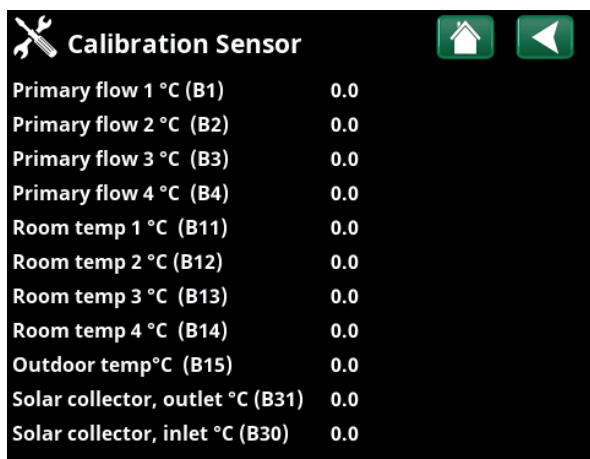 Calibration Sensor
Primary flow 1 °C (B1) 0.0
Primary flow 2 °C (B2) 0.0
Primary flow 3 °C (B3) 0.0
Primary flow 4 °C (B4) 0.0
Room temp 1 °C (B11) 0.0
Room temp 2 °C (B12) 0.0
Room temp 3 °C (B13) 0.0
Room temp 4 °C (B14) 0.0
Outdoor temp°C (B15) 0.0
Solar collector, outlet °C (B31) 0.0
Solar collector, inlet °C (B30) 0.0